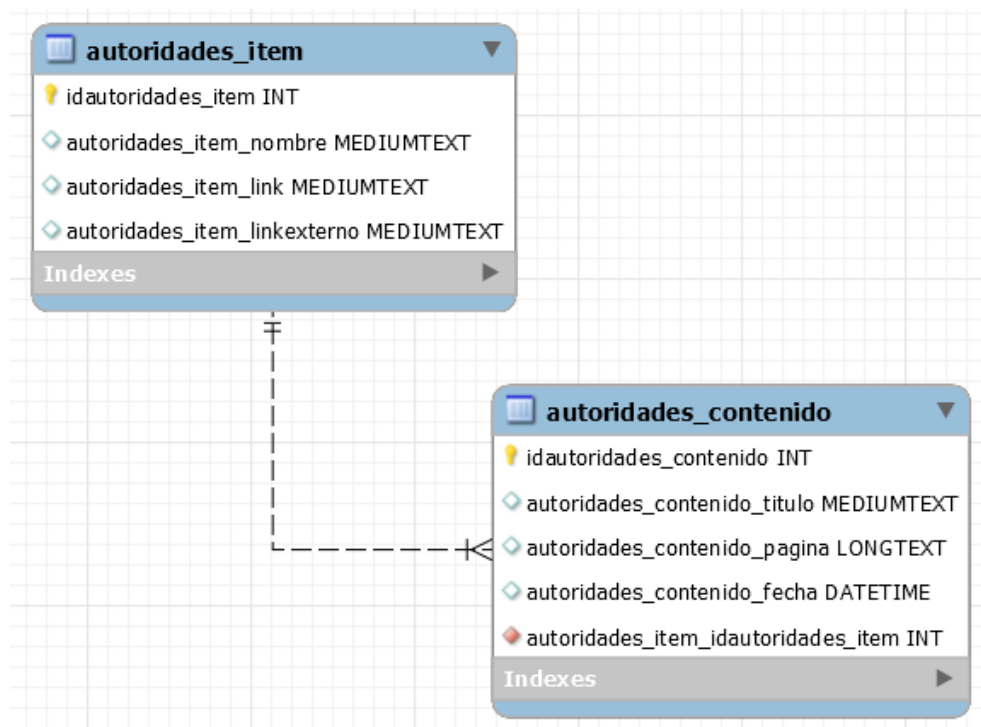 autoridades_item
idautoridades_item INT
autoridades_item_nombre MEDIUMTEXT
autoridades_item_link MEDIUMTEXT
autoridades_item_linkexterno MEDIUMTEXT
Indexes
autoridades_contenido
idautoridades_contenido INT
autoridades_contenido_titulo MEDIUMTEXT
autoridades_contenido_pagina LONGTEXT
autoridades_contenido_fecha DATETIME
autoridades_item_idautoridades_item INT
Indexes